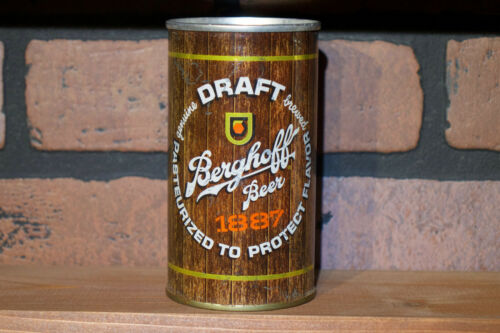 genuine DRAFT brewed
Berghoff
Beer
1887
PASTEURIZED TO PROTECT FLAVOR